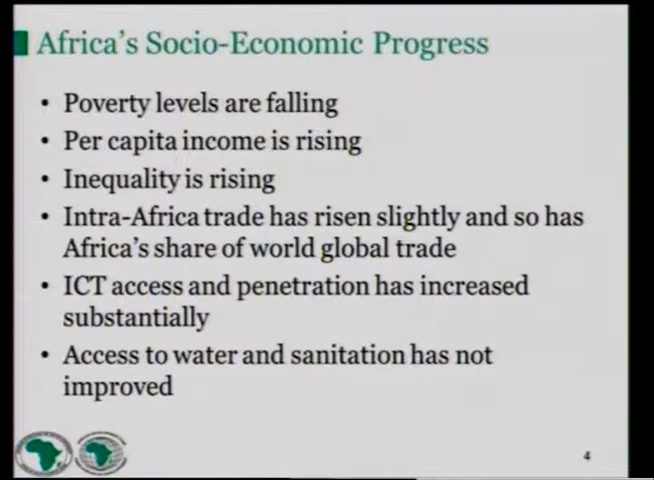 Africa's Socio-Economic Progress
• Poverty levels are falling
• Per capita income is rising
• Inequality is rising
• Intra-Africa trade has risen slightly and so has
Africa's share of world global trade
• ICT access and penetration has increased
substantially
• Access to water and sanitation has not
improved
4